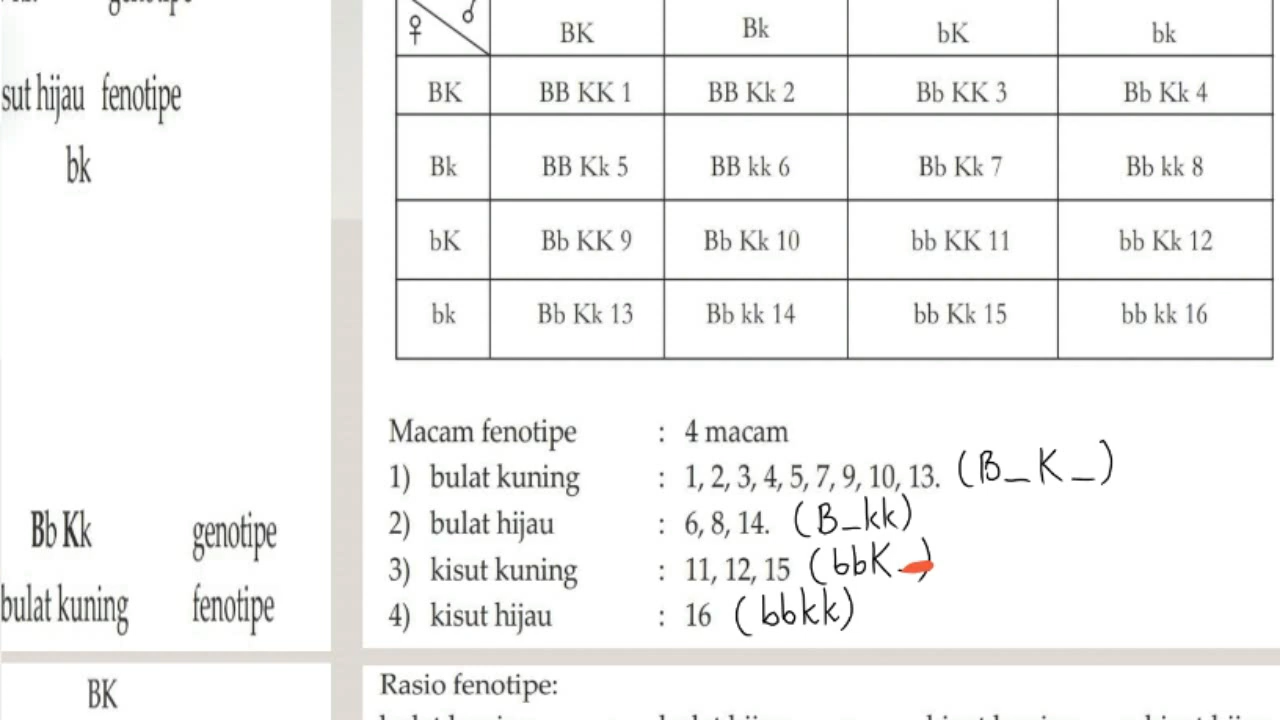 genotipe
sut hijau fenotipe
bk
Bb Kk genotipe
bulat kuning fenotipe
BK
♀ ♂ BK Bk bK bk
BK BB KK 1 BB Kk 2 Bb KK 3 Bb Kk 4
Bk BB Kk 5 BB kk 6 Bb Kk 7 Bb kk 8
bK Bb KK 9 Bb Kk 10 bb KK 11 bb Kk 12
bk Bb Kk 13 Bb kk 14 bb Kk 15 bb kk 16
Macam fenotipe : 4 macam
1) bulat kuning : 1, 2, 3, 4, 5, 7, 9, 10, 13. (B_K_)
2) bulat hijau : 6, 8, 14. (B_kk)
3) kisut kuning : 11, 12, 15 (bbK_)
4) kisut hijau : 16 (bbkk)
Rasio fenotipe: